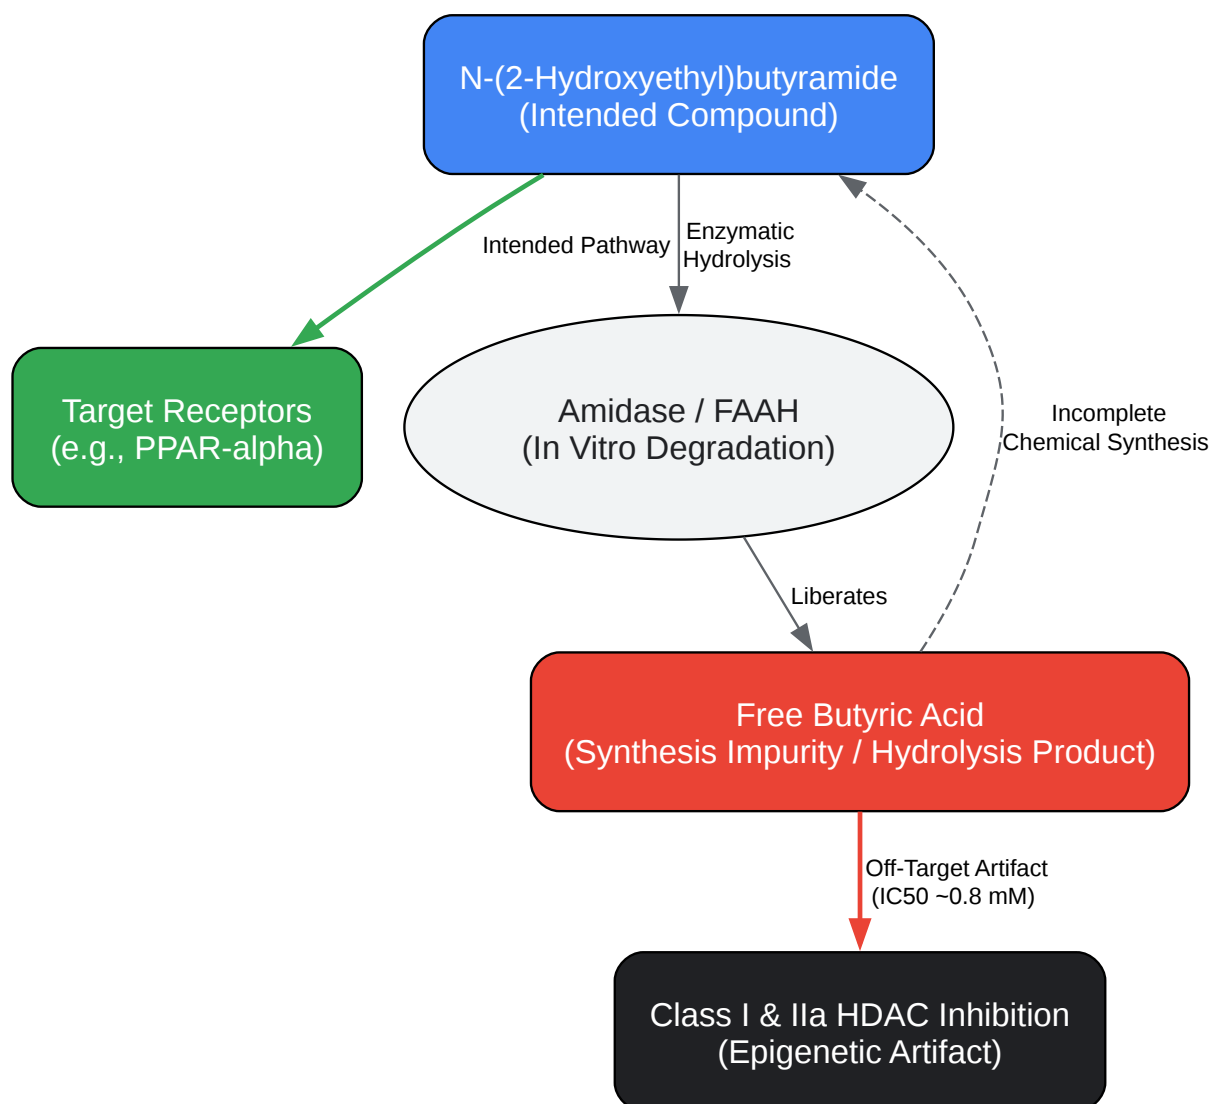 N-(2-Hydroxyethyl)butyramide
(Intended Compound)
Intended Pathway
Enzymatic
Hydrolysis
Target Receptors
(e.g., PPAR-alpha)
Amidase / FAAH
(In Vitro Degradation)
Incomplete
Chemical Synthesis
Liberates
Free Butyric Acid
(Synthesis Impurity / Hydrolysis Product)
Off-Target Artifact
(IC50 ~0.8 mM)
Class I & IIa HDAC Inhibition
(Epigenetic Artifact)